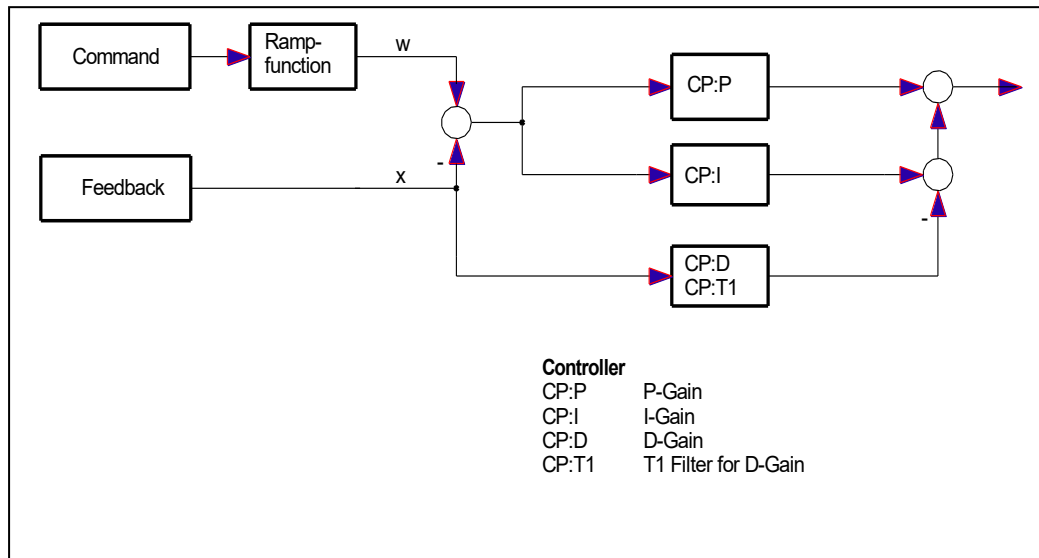 Command
Ramp-
function
w
CP:P
-
CP:I
Feedback
x
-
CP:D
CP:T1
Controller
CP:P P-Gain
CP:I I-Gain
CP:D D-Gain
CP:T1 T1 Filter for D-Gain